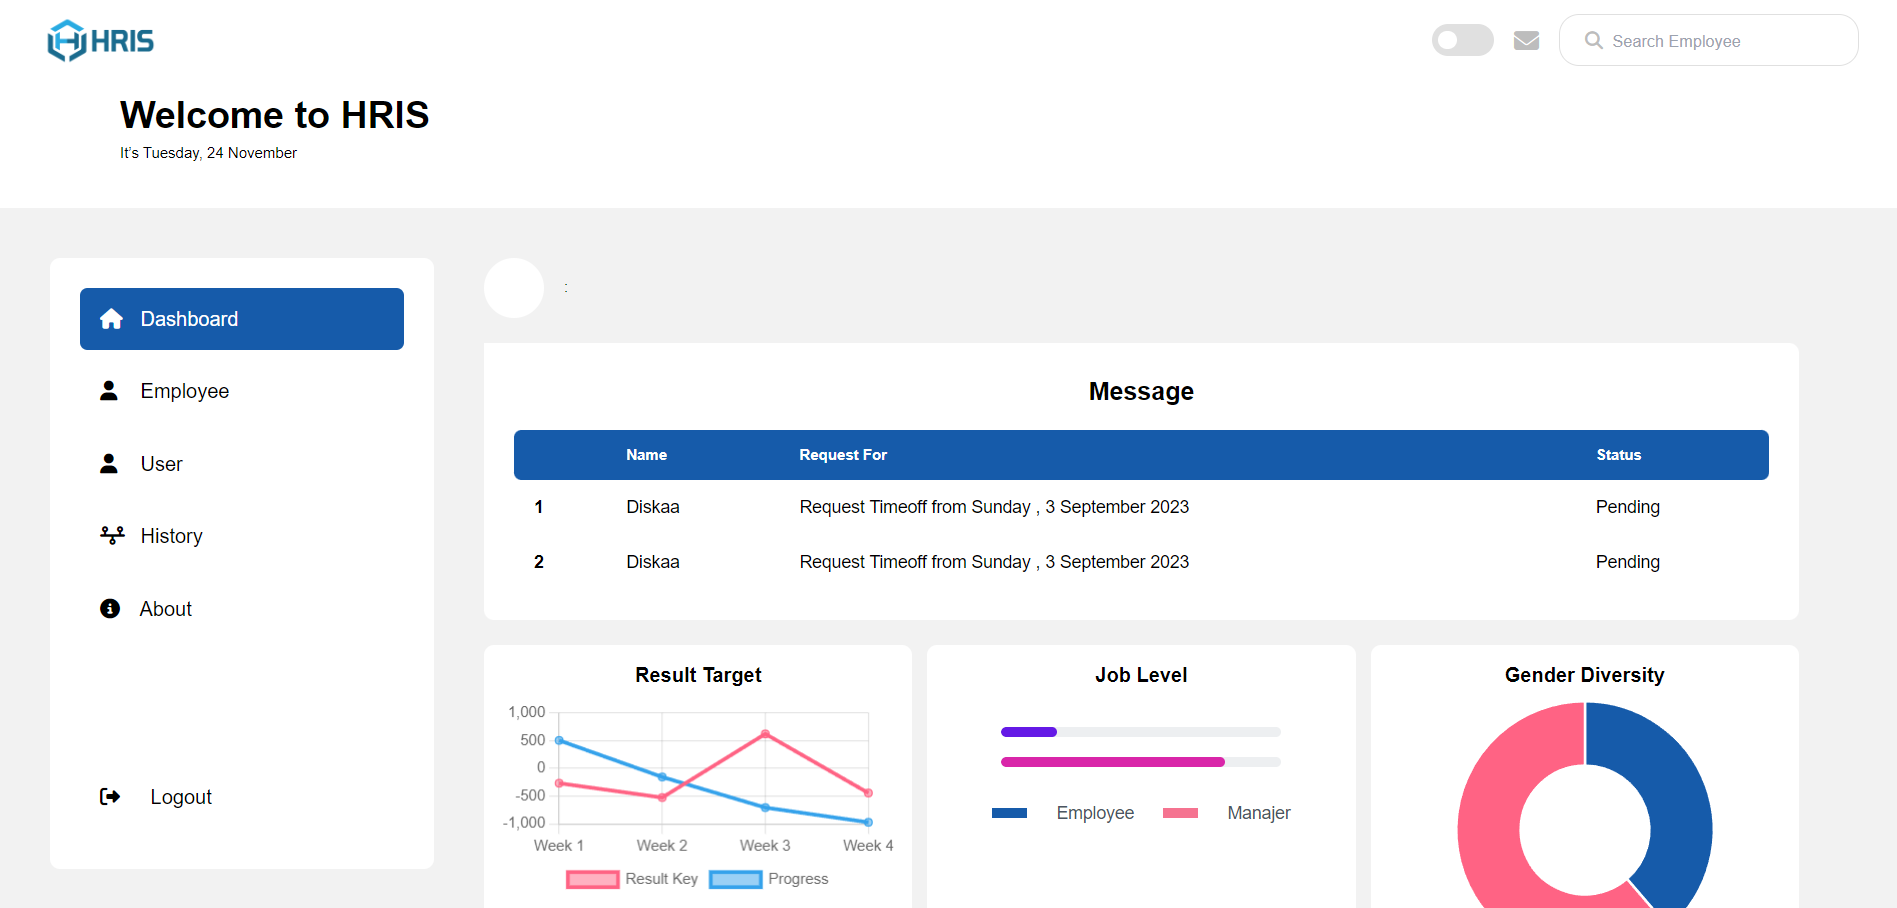 HRIS
Search Employee
Welcome to HRIS
It's Tuesday, 24 November
Dashboard
Employee
User
History
About
Logout
:
Message
Name Request For Status
1 Diskaa Request Timeoff from Sunday , 3 September 2023 Pending
2 Diskaa Request Timeoff from Sunday , 3 September 2023 Pending
Result Target
1,000
500
0
-500
-1,000
Week 1 Week 2 Week 3 Week 4
Result Key Progress
Job Level
Employee Manajer
Gender Diversity